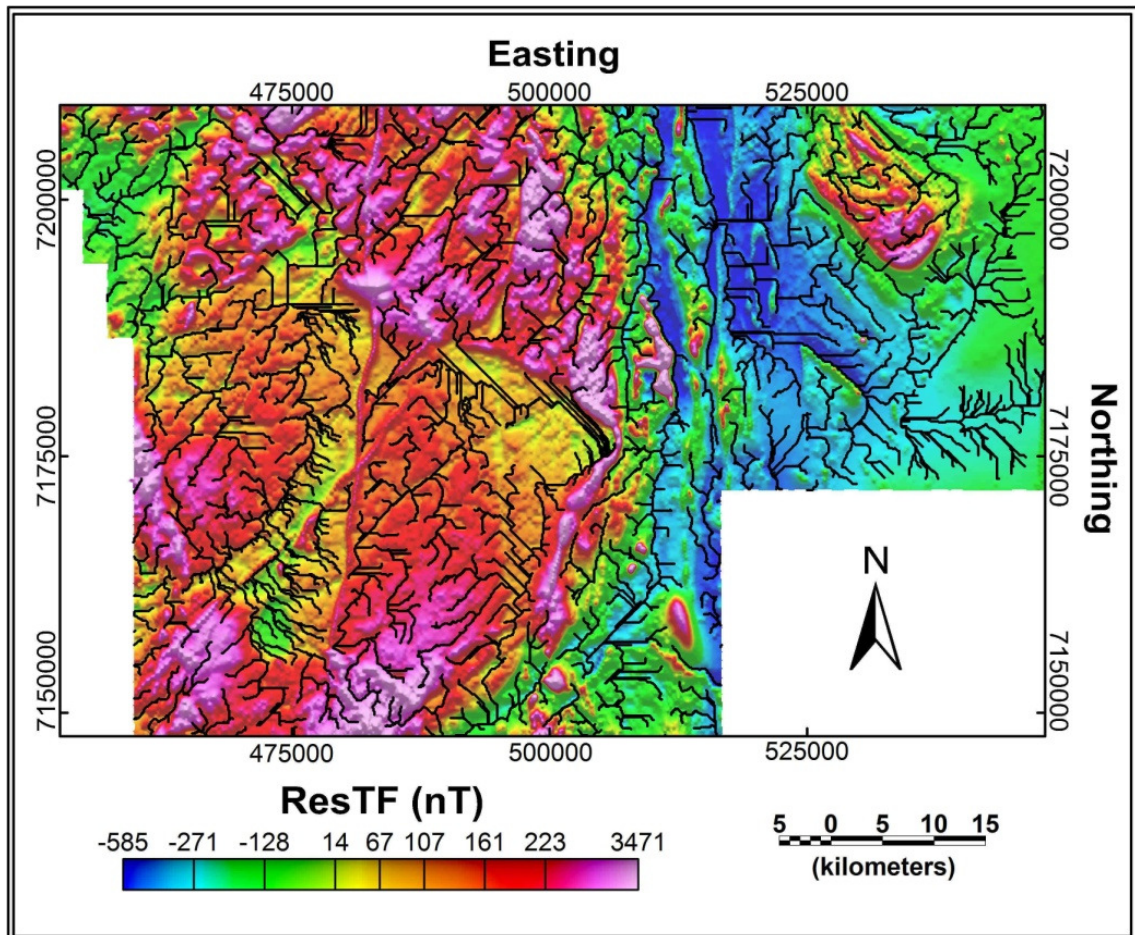 Easting
475000 500000 525000
7200000 7200000
7175000 7175000
Northing
N
7150000 7150000
475000 500000 525000
ResTF (nT)
-585 -271 -128 14 67 107 161 223 3471
5 0 5 10 15
(kilometers)